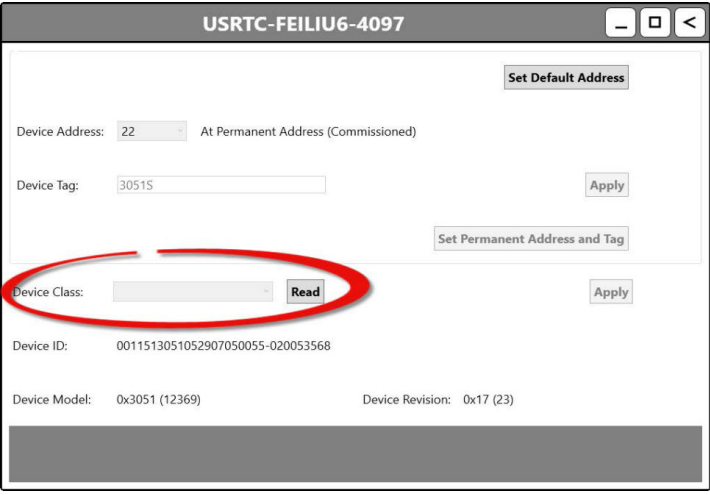 USRTC-FEILIU6-4097
Set Default Address
Device Address: 22 At Permanent Address (Commissioned)
Device Tag: 3051S Apply
Set Permanent Address and Tag
Device Class: Read Apply
Device ID: 0011513051052907050055-020053568
Device Model: 0x3051 (12369) Device Revision: 0x17 (23)